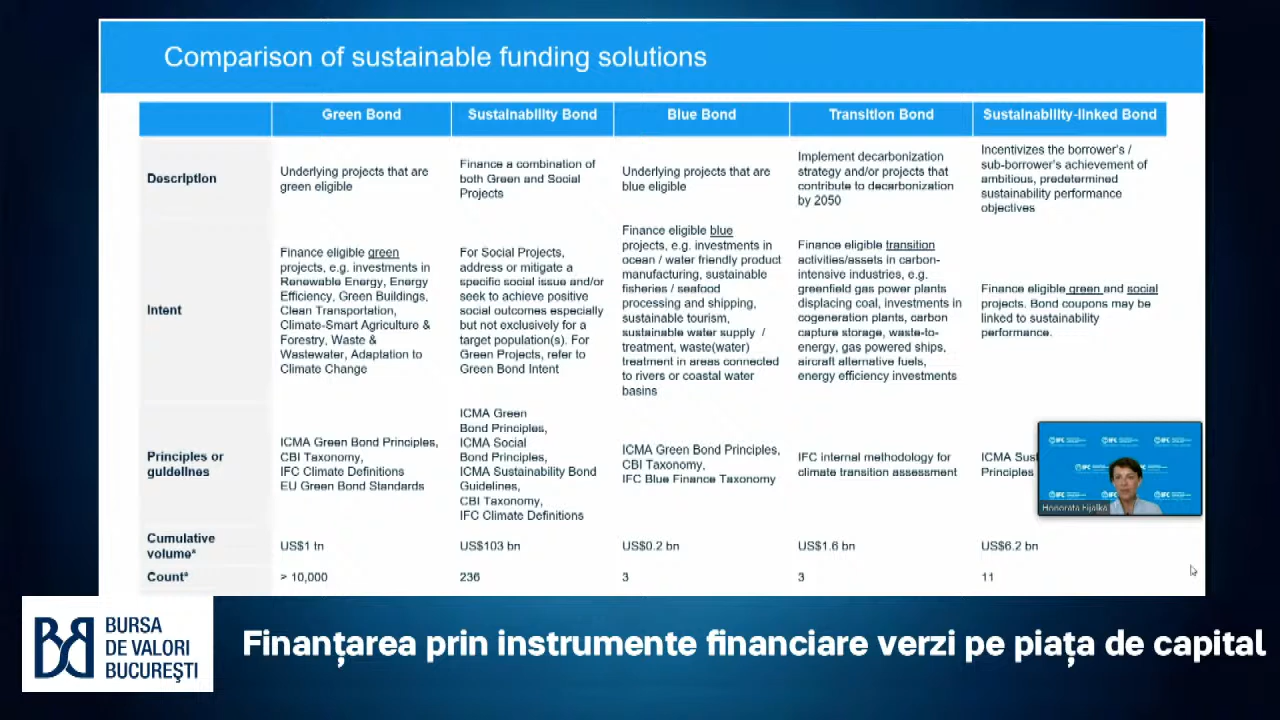 Comparison of sustainable funding solutions
Green Bond
Sustainability Bond
Blue Bond
Transition Bond
Sustainability-linked Bond
Description
Underlying projects that are
green eligible
Finance a combination of
both Green and Social
Projects
Underlying projects that are
blue eligible
Implement decarbonization
strategy and/or projects that
contribute to decarbonization
by 2050
Incentivizes the borrower's /
sub-borrower's achievement of
ambitious, predetermined
sustainability performance
objectives
Intent
Finance eligible green
projects, e.g. investments in
Renewable Energy, Energy
Efficiency, Green Buildings,
Clean Transportation,
Climate-Smart Agriculture &
Forestry, Waste &
Wastewater, Adaptation to
Climate Change
For Social Projects,
address or mitigate a
specific social issue and/or
seek to achieve positive
social outcomes especially
but not exclusively for a
target population(s). For
Green Projects, refer to
Green Bond Intent
Finance eligible blue
projects, e.g. investments in
ocean / water friendly product
manufacturing, sustainable
fisheries / seafood
processing and shipping,
sustainable tourism,
sustainable water supply /
treatment, waste(water)
treatment in areas connected
to rivers or coastal water
basins
Finance eligible transition
activities/assets in carbon-
intensive industries, e.g.
greenfield gas power plants
displacing coal, investments in
cogeneration plants, carbon
capture storage, waste-to-
energy, gas powered ships,
aircraft alternative fuels,
energy efficiency investments
Finance eligible green and social
projects. Bond coupons may be
linked to sustainability
performance.
Principles or
guidelines
ICMA Green Bond Principles,
CBI Taxonomy,
IFC Climate Definitions
EU Green Bond Standards
ICMA Green
Bond Principles,
ICMA Social
Bond Principles,
ICMA Sustainability Bond
Guidelines,
CBI Taxonomy,
IFC Climate Definitions
ICMA Green Bond Principles,
CBI Taxonomy,
IFC Blue Finance Taxonomy
IFC internal methodology for
climate transition assessment
ICMA Sus
Principles
IFC
IFC
IFC
IFC
IFC
IFC
IFC
Honorata Fijalka
Cumulative
volume*
US$1 tn
US$103 bn
US$0.2 bn
US$1.6 bn
US$6.2 bn
Count*
> 10,000
236
3
3
11
BURSA
DE VALORI
BUCUREȘTI
Finanțarea prin instrumente financiare verzi pe piața de capital